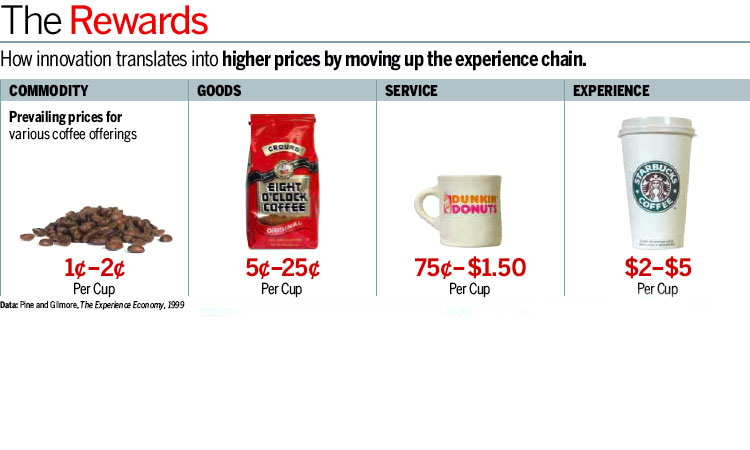 The Rewards
How innovation translates into higher prices by moving up the experience chain.
COMMODITY
GOODS
SERVICE
EXPERIENCE
Prevailing prices for
various coffee offerings
GROUND
EIGHT
O'CLOCK
COFFEE
ORIGINAL
DUNKIN'
DONUTS
STARBUCKS
COFFEE
1¢–2¢
Per Cup
5¢–25¢
Per Cup
75¢–$1.50
Per Cup
$2–$5
Per Cup
Data: Pine and Gilmore, The Experience Economy, 1999